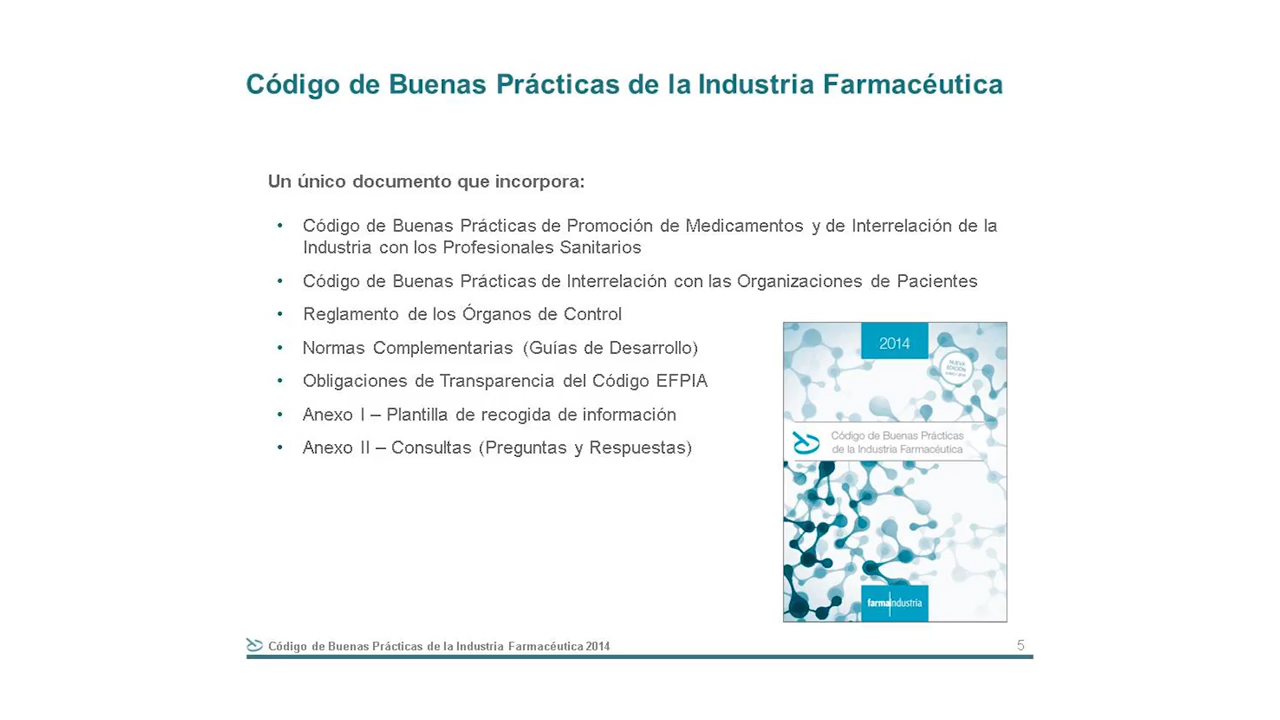 Código de Buenas Prácticas de la Industria Farmacéutica
Un único documento que incorpora:
• Código de Buenas Prácticas de Promoción de Medicamentos y de Interrelación de la
Industria con los Profesionales Sanitarios
• Código de Buenas Prácticas de Interrelación con las Organizaciones de Pacientes
• Reglamento de los Órganos de Control
• Normas Complementarias (Guías de Desarrollo)
• Obligaciones de Transparencia del Código EFPIA
• Anexo I – Plantilla de recogida de información
• Anexo II – Consultas (Preguntas y Respuestas)
2014
NUEVA
EDICIÓN
Código de Buenas Prácticas
de la Industria Farmacéutica
farmaindustria
Código de Buenas Prácticas de la Industria Farmacéutica 2014
5